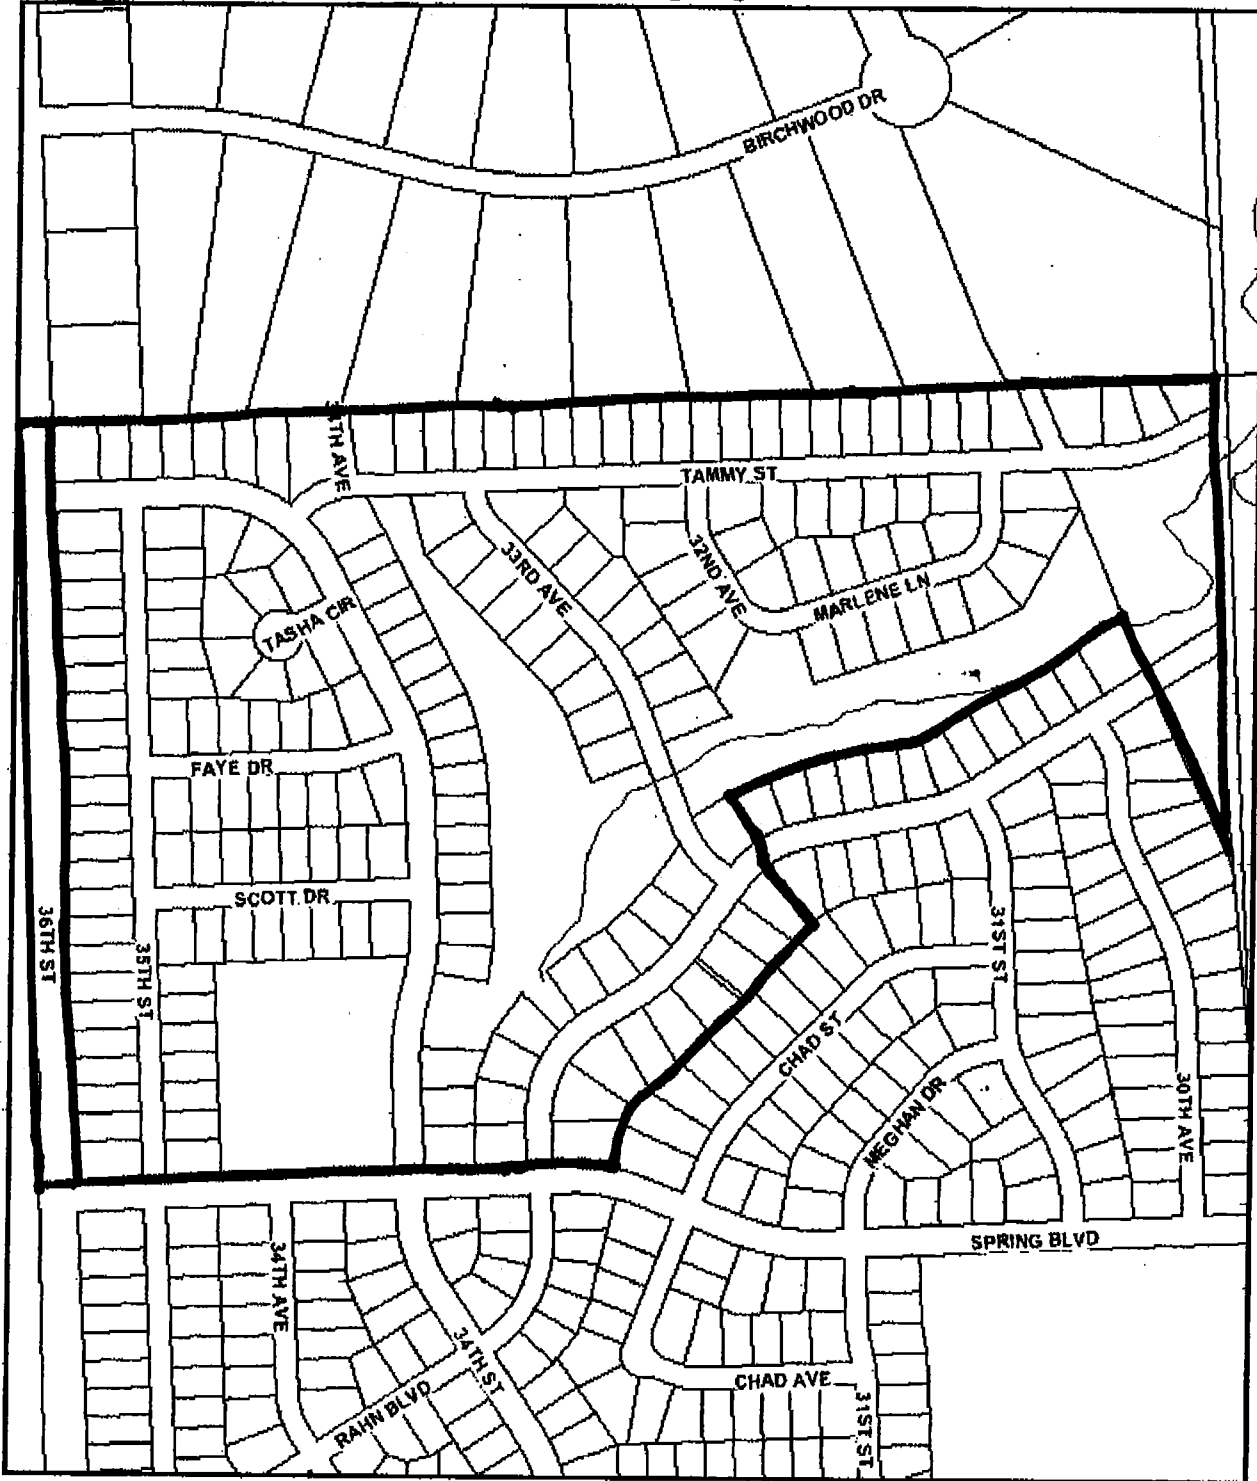 BIRCHWOOD DR
34TH AVE
TAMMY ST
33RD AVE
32ND AVE
MARLENE LN
TASHA CIR
FAYE DR
SCOTT DR
36TH ST
35TH ST
31ST ST
CHAD ST
MEGHAN DR
30TH AVE
SPRING BLVD
34TH AVE
34TH ST
RAHN BLVD
CHAD AVE
31ST ST